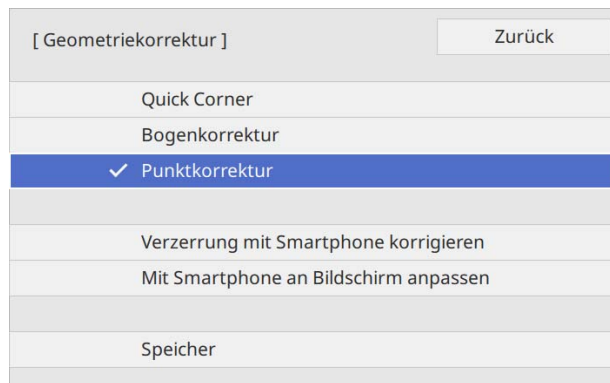 [ Geometriekorrektur ]
Zurück
Quick Corner
Bogenkorrektur
Punktkorrektur
Verzerrung mit Smartphone korrigieren
Mit Smartphone an Bildschirm anpassen
Speicher